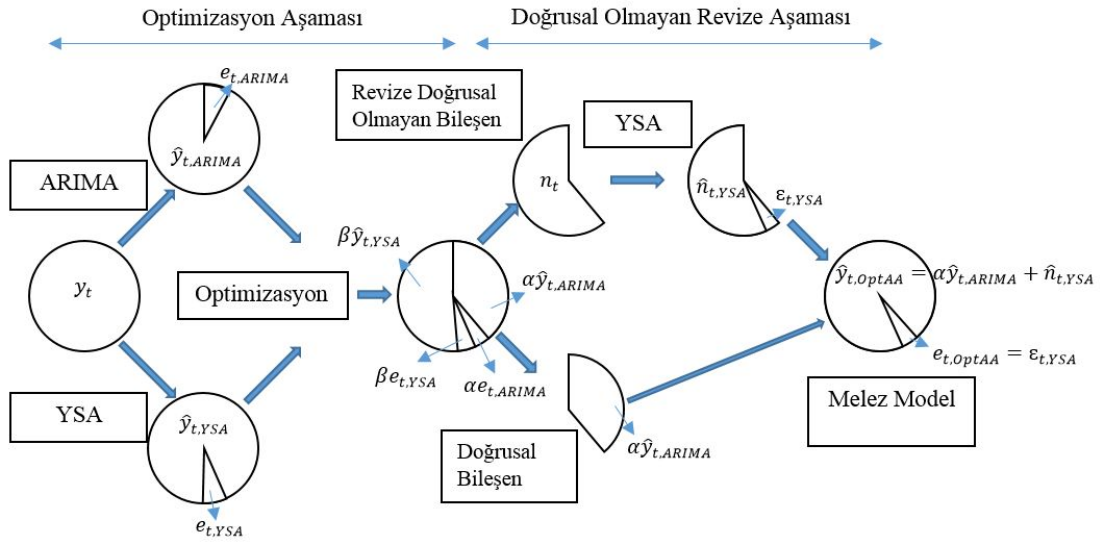 Optimizasyon Aşaması
Doğrusal Olmayan Revize Aşaması
e_{t,ARIMA}
ŷ_{t,ARIMA}
ARIMA
y_t
YSA
ŷ_{t,YSA}
e_{t,YSA}
Optimizasyon
Revize Doğrusal
Olmayan Bileşen
βŷ_{t,YSA}
αŷ_{t,ARIMA}
βe_{t,YSA}
αe_{t,ARIMA}
n_t
YSA
n̂_{t,YSA}
ε_{t,YSA}
Doğrusal
Bileşen
αŷ_{t,ARIMA}
ŷ_{t,OptAA} = αŷ_{t,ARIMA} + n̂_{t,YSA}
e_{t,OptAA} = ε_{t,YSA}
Melez Model